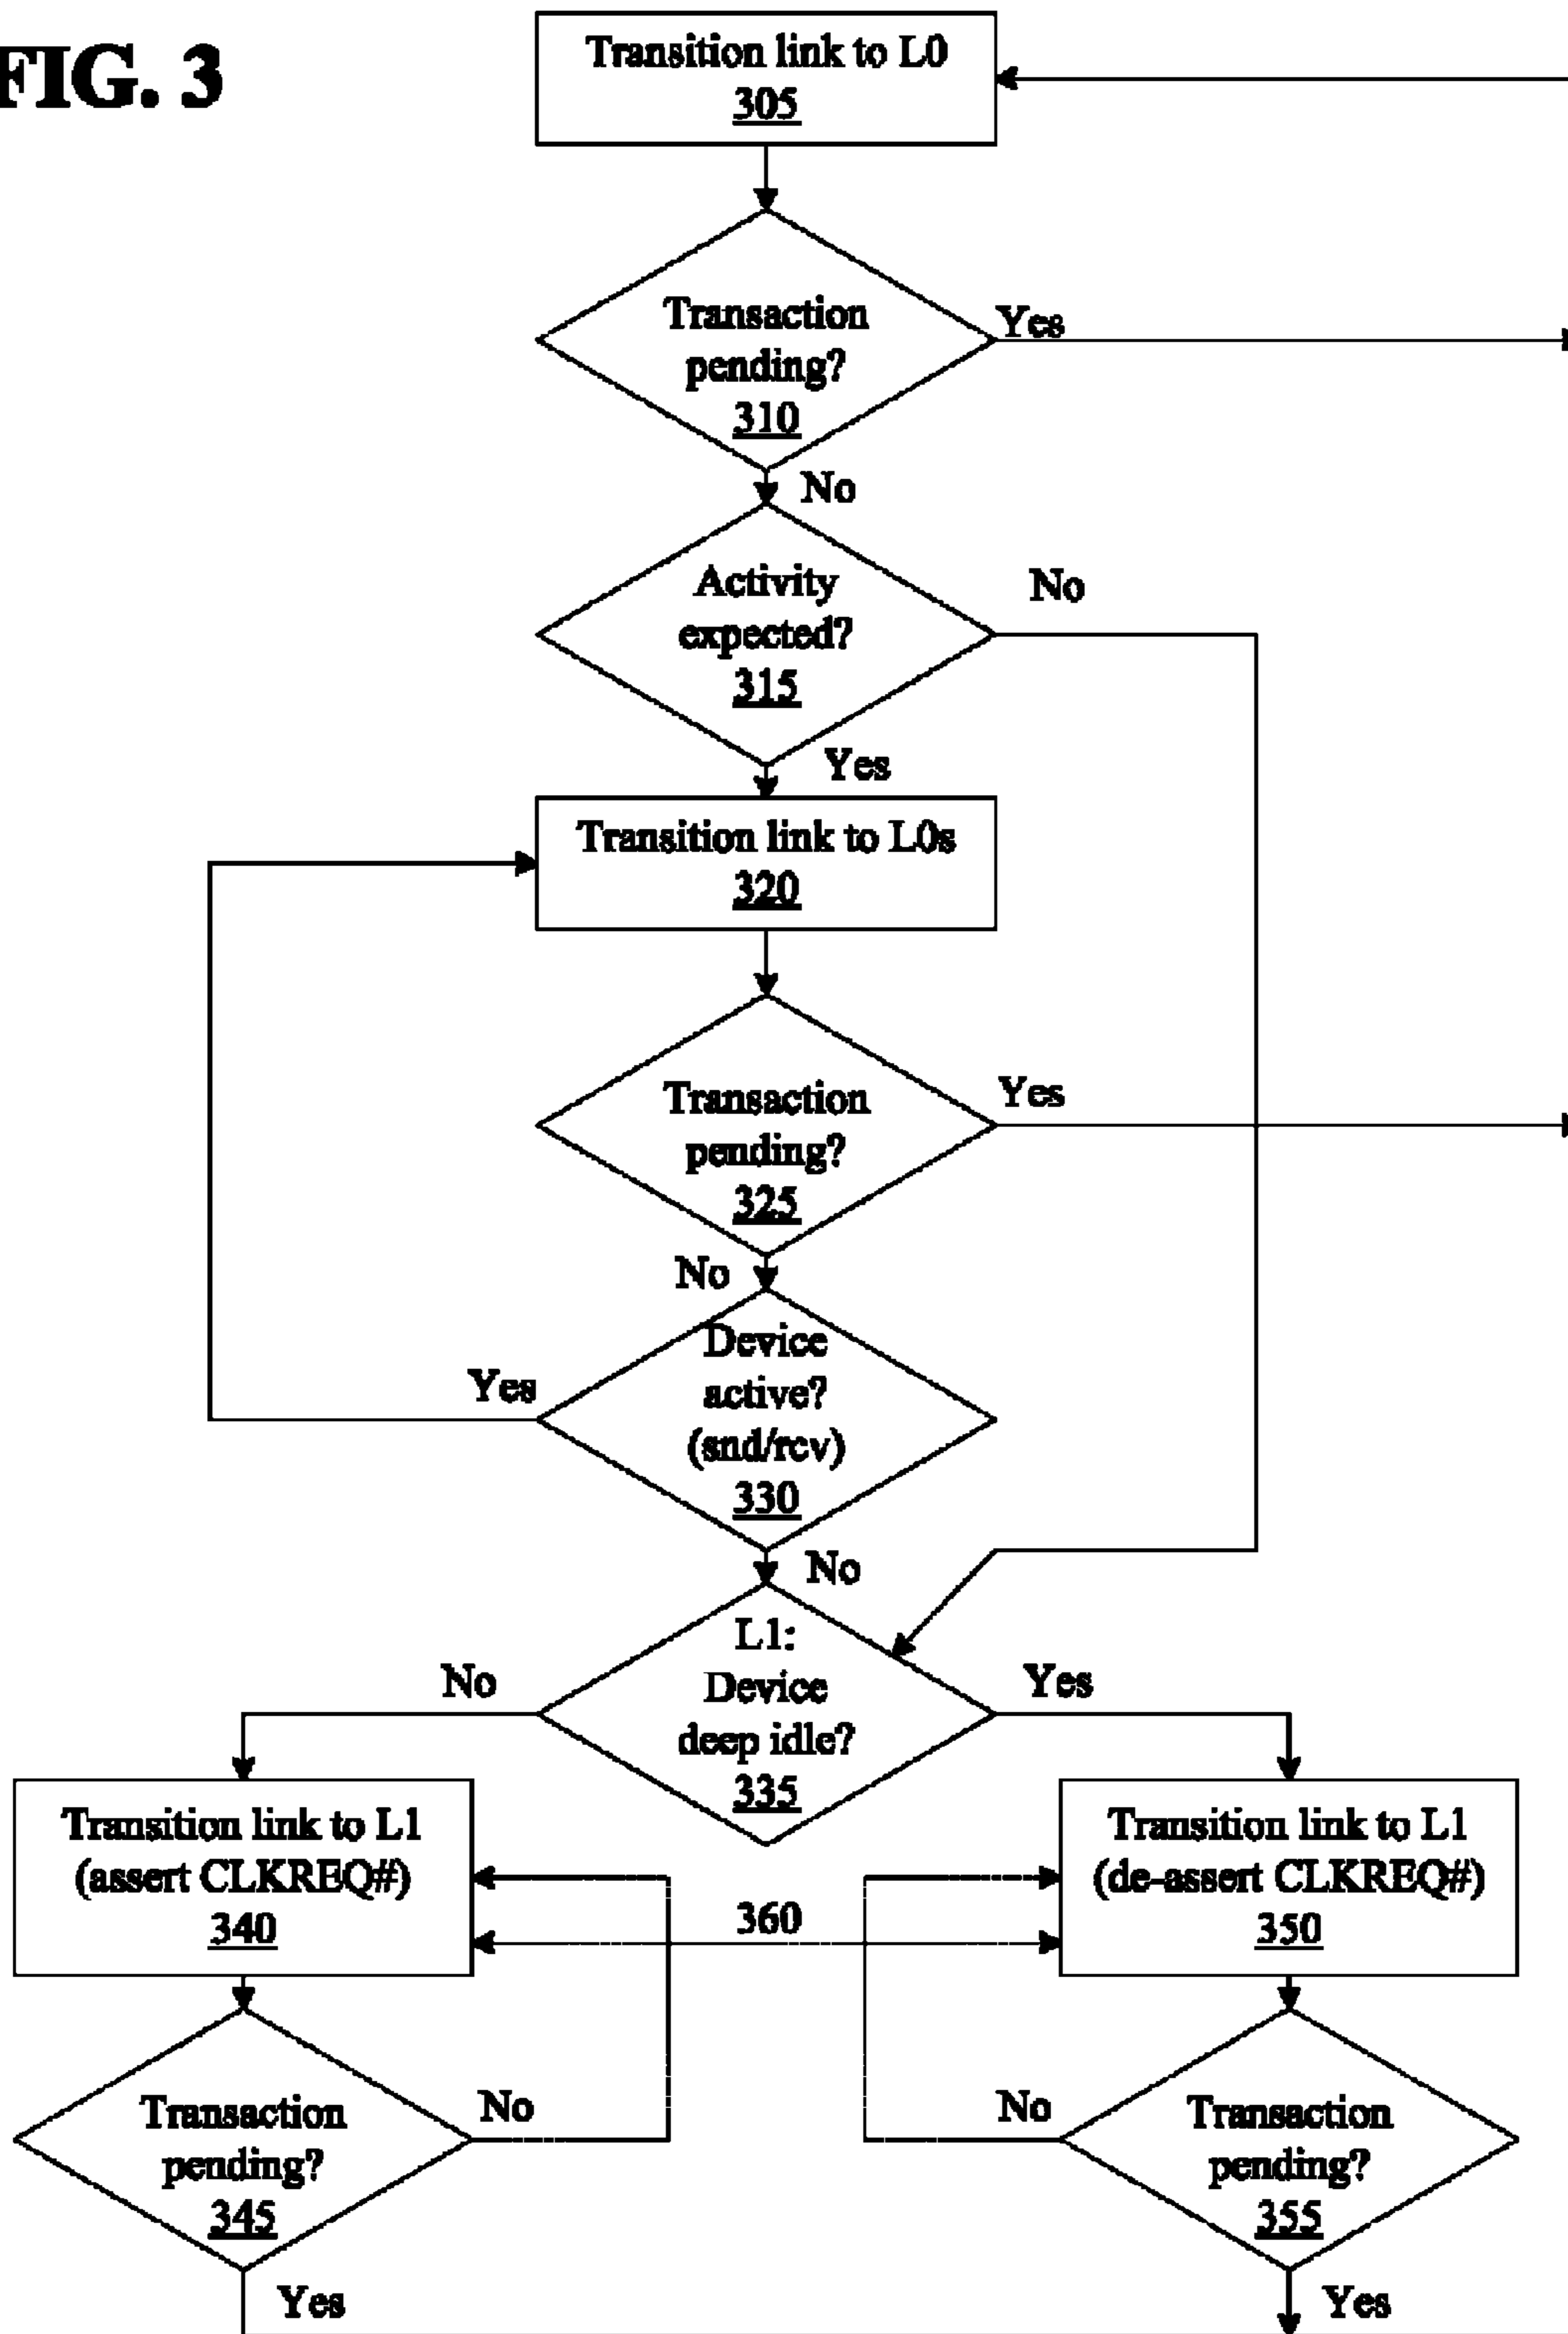 FIG. 3
Transition link to L0
305
Transaction
pending?
310
Yes
No
Activity
expected?
315
No
Yes
Transition link to L0s
320
Transaction
pending?
325
Yes
No
Device
active?
(snd/rcv)
330
Yes
No
L1:
Device
deep idle?
335
No
Yes
Transition link to L1
(assert CLKREQ#)
340
360
Transition link to L1
(de-assert CLKREQ#)
350
Transaction
pending?
345
No
No
Transaction
pending?
355
Yes
Yes